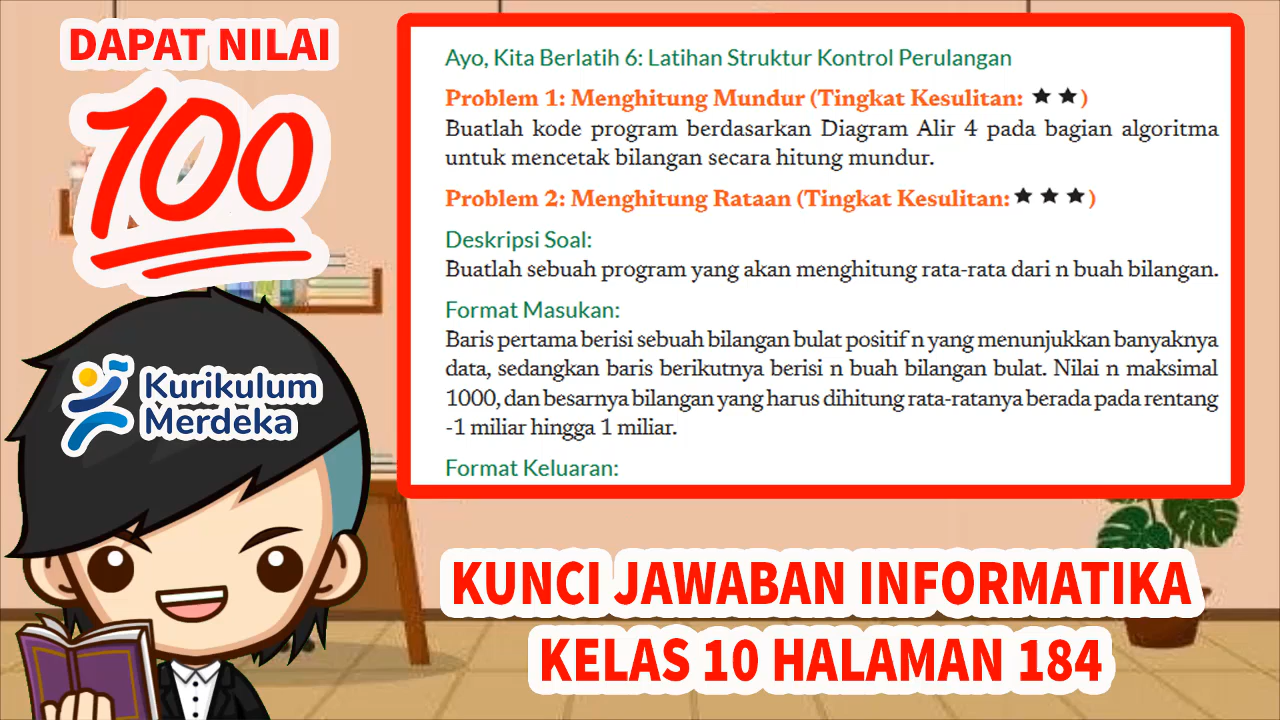 DAPAT NILAI
100
Kurikulum
Merdeka
Ayo, Kita Berlatih 6: Latihan Struktur Kontrol Perulangan
Problem 1: Menghitung Mundur (Tingkat Kesulitan: ★ ★)
Buatlah kode program berdasarkan Diagram Alir 4 pada bagian algoritma
untuk mencetak bilangan secara hitung mundur.
Problem 2: Menghitung Rataan (Tingkat Kesulitan: ★ ★ ★)
Deskripsi Soal:
Buatlah sebuah program yang akan menghitung rata-rata dari n buah bilangan.
Format Masukan:
Baris pertama berisi sebuah bilangan bulat positif n yang menunjukkan banyaknya
data, sedangkan baris berikutnya berisi n buah bilangan bulat. Nilai n maksimal
1000, dan besarnya bilangan yang harus dihitung rata-ratanya berada pada rentang
-1 miliar hingga 1 miliar.
Format Keluaran:
KUNCI JAWABAN INFORMATIKA
KELAS 10 HALAMAN 184